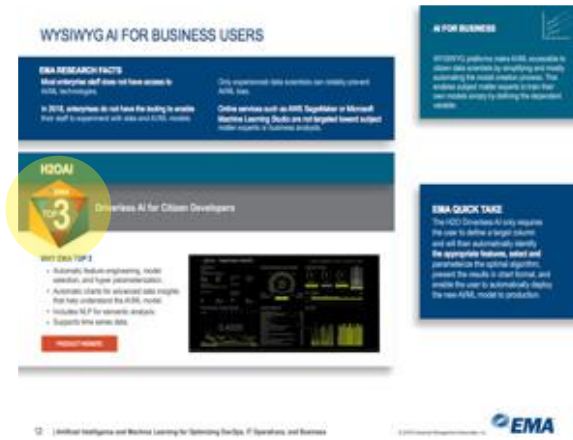 WYSIWYG AI FOR BUSINESS USERS
EMA RESEARCH FACTS
Most enterprise staff does not have access to
AI/ML technologies.
In 2018, enterprises do not have the tooling to enable
their staff to experiment with data and AI/ML models.
Only experienced data scientists can reliably prevent
AI/ML bias.
Online services such as AWS SageMaker or Microsoft
Machine Learning Studio are not targeted toward subject
matter experts or business analysts.
AI FOR BUSINESS
WYSIWYG platforms make AI/ML accessible to
citizen data scientists by simplifying and mostly
automating the model creation process. This
enables subject matter experts to train their
own models simply by defining the dependent
variable.
H2OAI
EMA
TOP 3
Driverless AI for Citizen Developers
WHY EMA TOP 3
• Automatic feature engineering, model
selection, and hyper parameterization.
• Automatic charts for advanced data insights
that help understand the AI/ML model.
• Includes NLP for semantic analysis.
• Supports time series data.
PRODUCT WEBSITE
EMA QUICK TAKE
The H2O Driverless AI only requires
the user to define a target column
and will then automatically identify
the appropriate features, select and
parameterize the optimal algorithm,
present the results in chart format, and
enable the user to automatically deploy
the new AI/ML model to production.
12 | Artificial Intelligence and Machine Learning for Optimizing DevOps, IT Operations, and Business
EMA